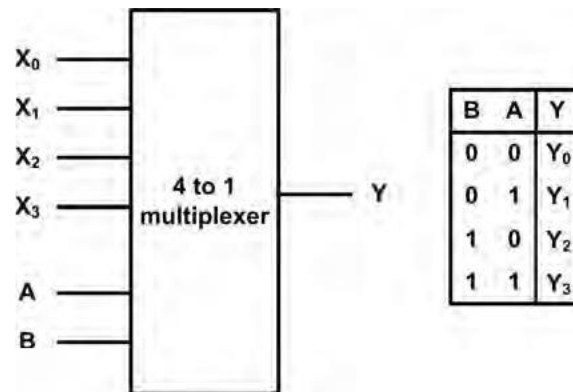 X₀
X₁
X₂
X₃
A
B
4 to 1
multiplexer
Y
B A Y
0 0 Y₀
0 1 Y₁
1 0 Y₂
1 1 Y₃